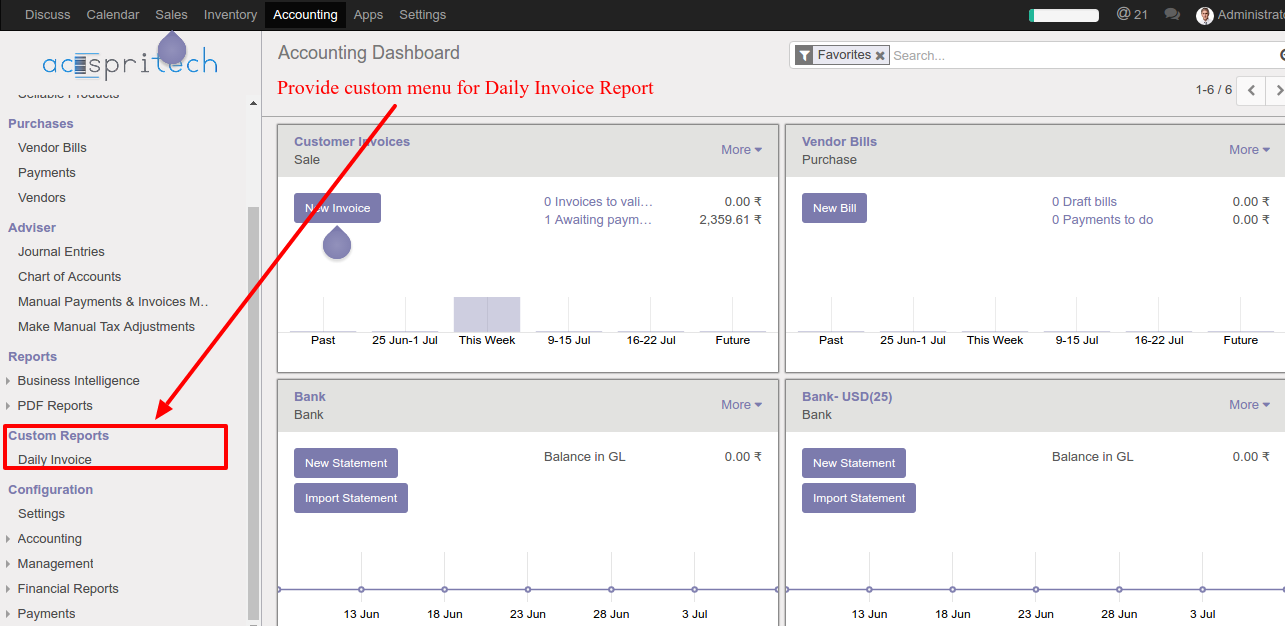 Discuss Calendar Sales Inventory Accounting Apps Settings @ 21 Administrato
acespritech
Accounting Dashboard
Favorites Search...
Provide custom menu for Daily Invoice Report
1-6 / 6
Sellable Products
Purchases
Vendor Bills
Payments
Vendors
Adviser
Journal Entries
Chart of Accounts
Manual Payments & Invoices M..
Make Manual Tax Adjustments
Reports
Business Intelligence
PDF Reports
Custom Reports
Daily Invoice
Configuration
Settings
Accounting
Management
Financial Reports
Payments
Customer Invoices
Sale
More
New Invoice
0 Invoices to vali... 0.00 ₹
1 Awaiting paym... 2,359.61 ₹
Past 25 Jun-1 Jul This Week 9-15 Jul 16-22 Jul Future
Vendor Bills
Purchase
More
New Bill
0 Draft bills 0.00 ₹
0 Payments to do 0.00 ₹
Past 25 Jun-1 Jul This Week 9-15 Jul 16-22 Jul Future
Bank
Bank
More
New Statement
Balance in GL 0.00 ₹
Import Statement
13 Jun 18 Jun 23 Jun 28 Jun 3 Jul
Bank- USD(25)
Bank
More
New Statement
Balance in GL 0.00 ₹
Import Statement
13 Jun 18 Jun 23 Jun 28 Jun 3 Jul